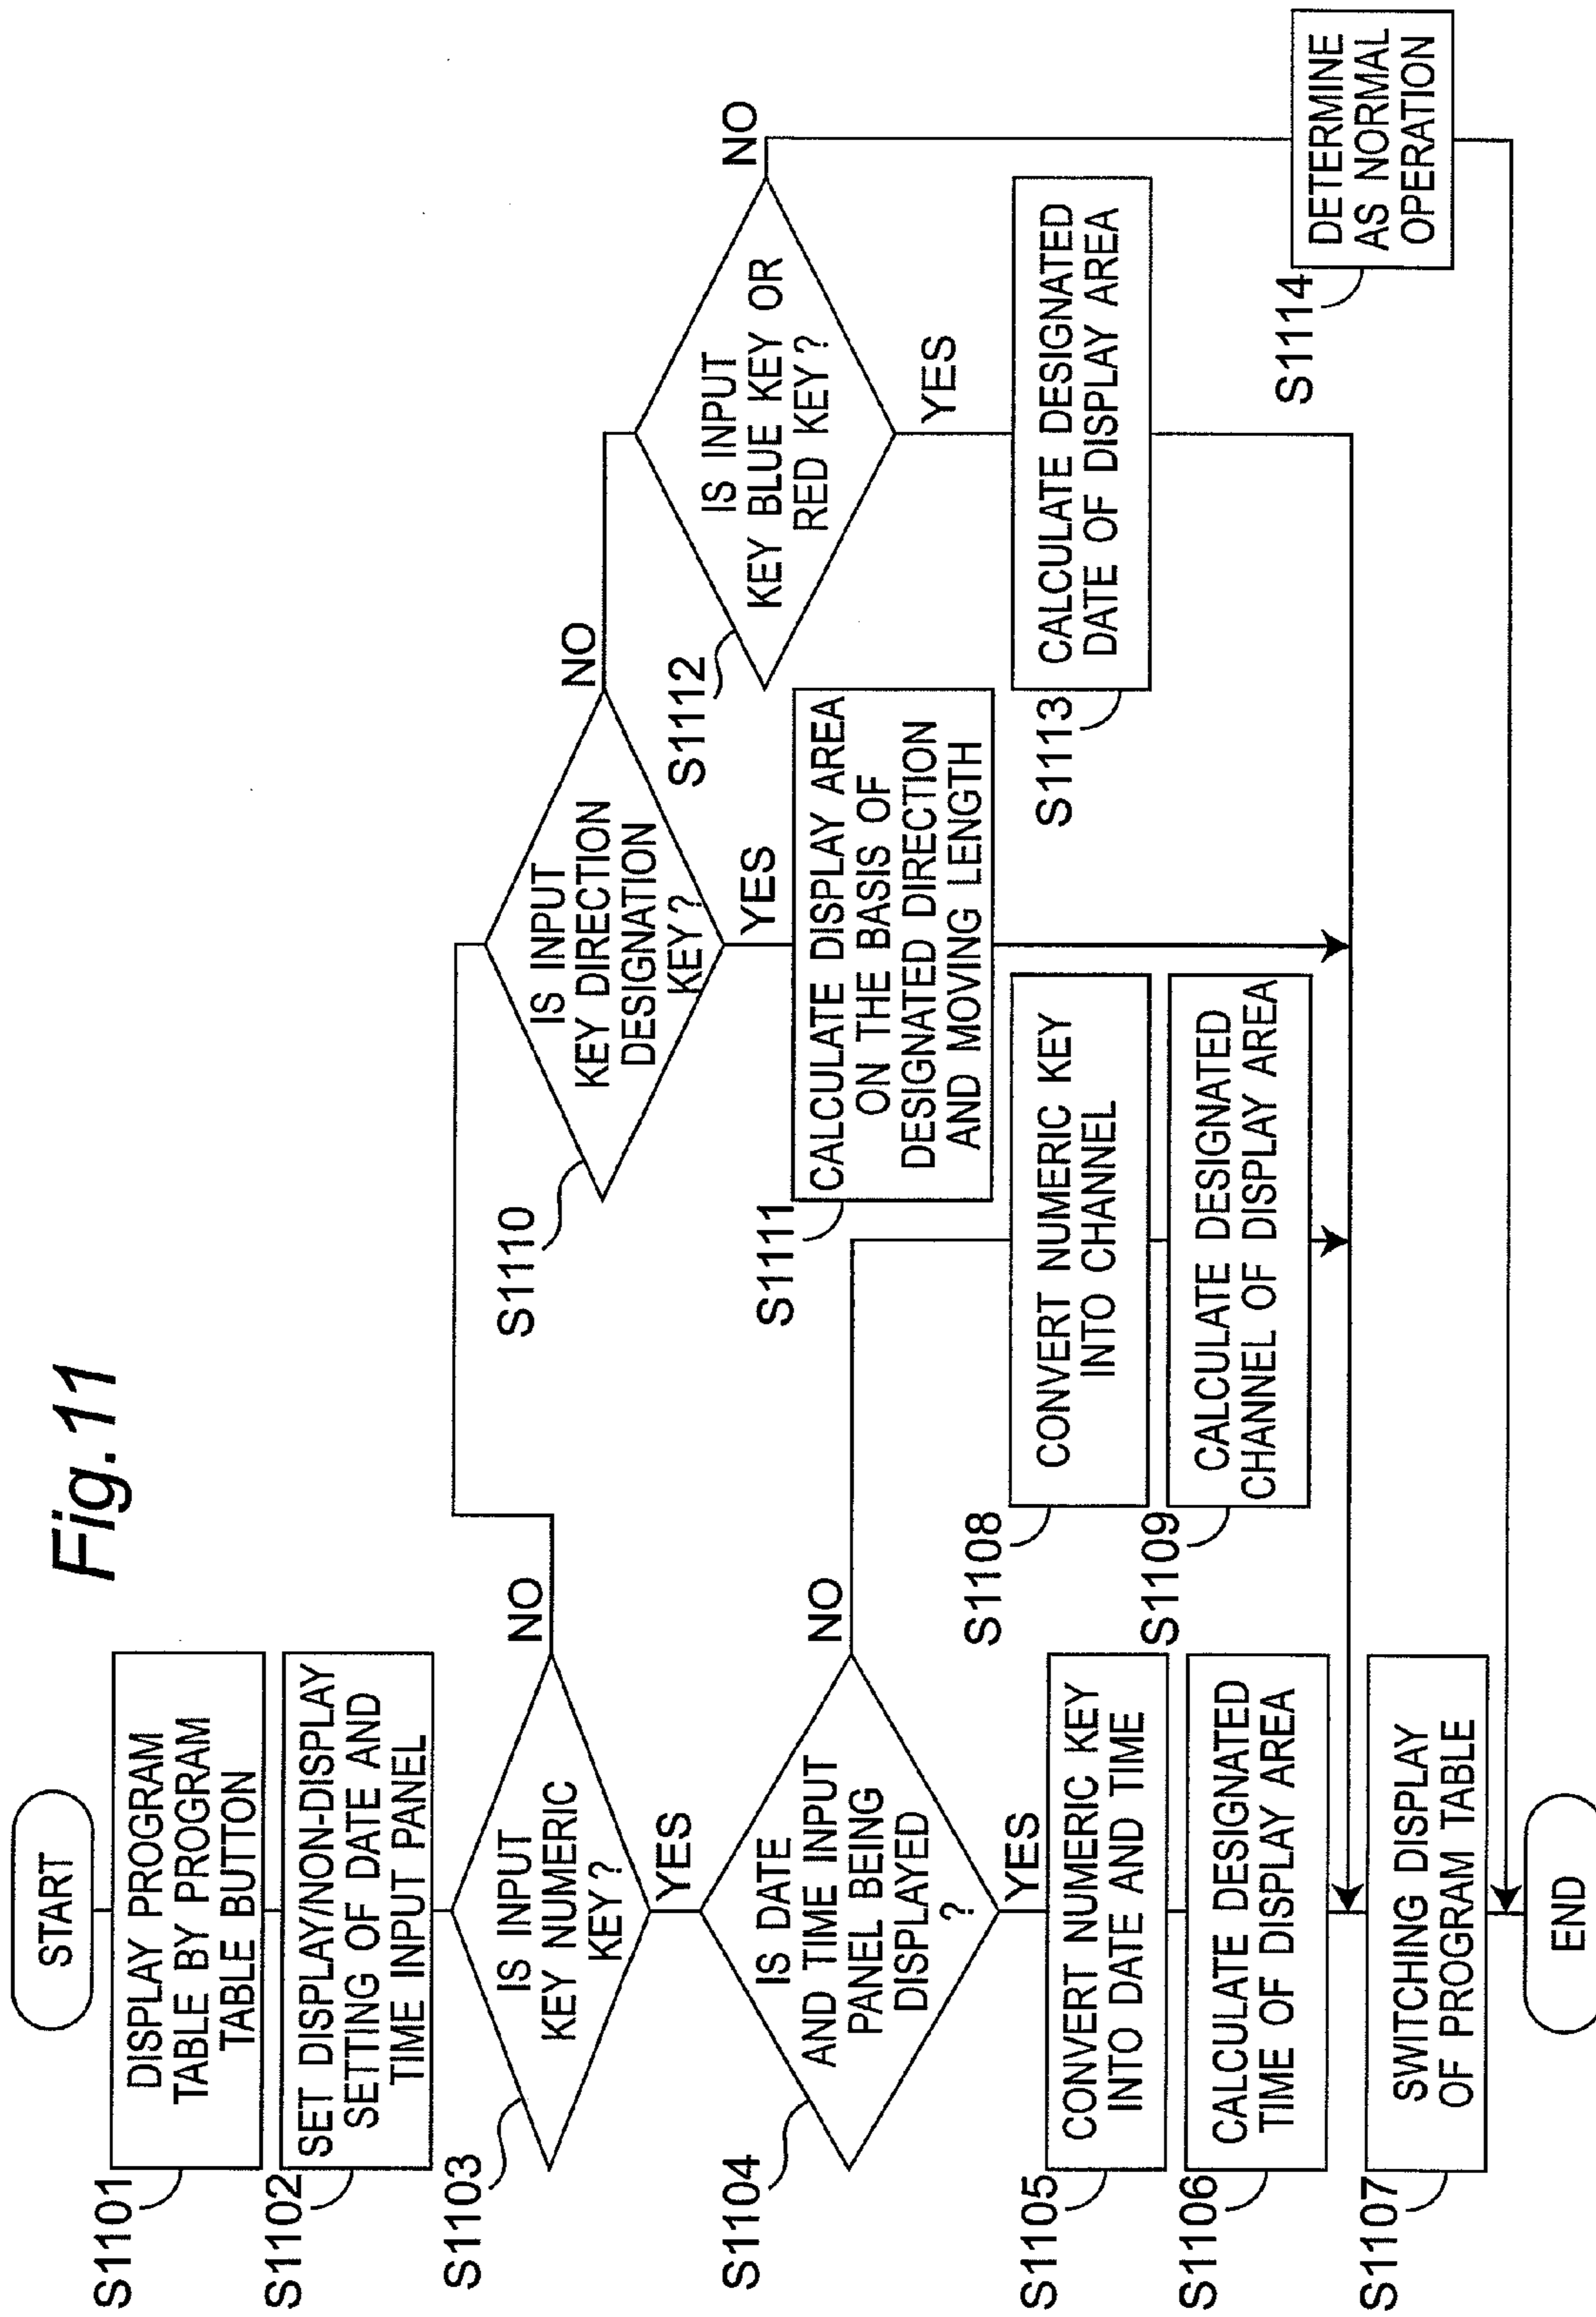 Fig.11
START
S1101
DISPLAY PROGRAM
TABLE BY PROGRAM
TABLE BUTTON
S1102
SET DISPLAY/NON-DISPLAY
SETTING OF DATE AND
TIME INPUT PANEL
S1103
IS INPUT
KEY NUMERIC
KEY?
NO
YES
S1104
IS DATE
AND TIME INPUT
PANEL BEING
DISPLAYED
?
NO
YES
S1105
CONVERT NUMERIC KEY
INTO DATE AND TIME
S1106
CALCULATE DESIGNATED
TIME OF DISPLAY AREA
S1107
SWITCHING DISPLAY
OF PROGRAM TABLE
END
S1108
CONVERT NUMERIC KEY
INTO CHANNEL
S1109
CALCULATE DESIGNATED
CHANNEL OF DISPLAY AREA
S1110
IS INPUT
KEY DIRECTION
DESIGNATION
KEY?
NO
YES
S1111
CALCULATE DISPLAY AREA
ON THE BASIS OF
DESIGNATED DIRECTION
AND MOVING LENGTH
S1112
IS INPUT
KEY BLUE KEY OR
RED KEY?
NO
YES
S1113
CALCULATE DESIGNATED
DATE OF DISPLAY AREA
S1114
DETERMINE
AS NORMAL
OPERATION